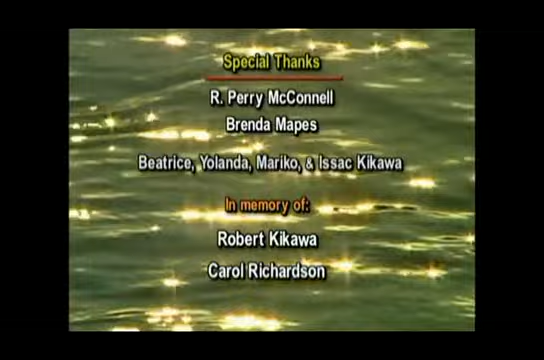 Special Thanks
R. Perry McConnell
Brenda Mapes
Beatrice, Yolanda, Mariko, & Issac Kikawa
In memory of:
Robert Kikawa
Carol Richardson